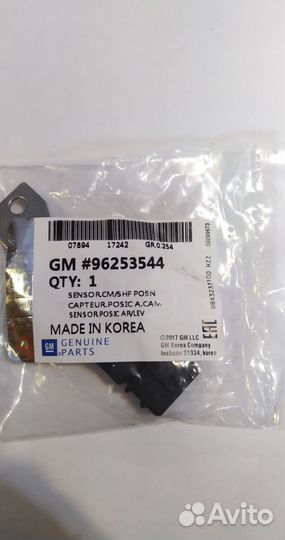 07894 17242 GR.0.254
GM #96253544
QTY: 1
SENSOR,CM/SHF POSN
CAPTEUR,POSIC A.CAM.
SENSOR POSIC AR/LEV
MADE IN KOREA
GM GENUINE PARTS
©2017 GM LLC
GM Korea Company
Incheon 21334, korea
EAC
Avito